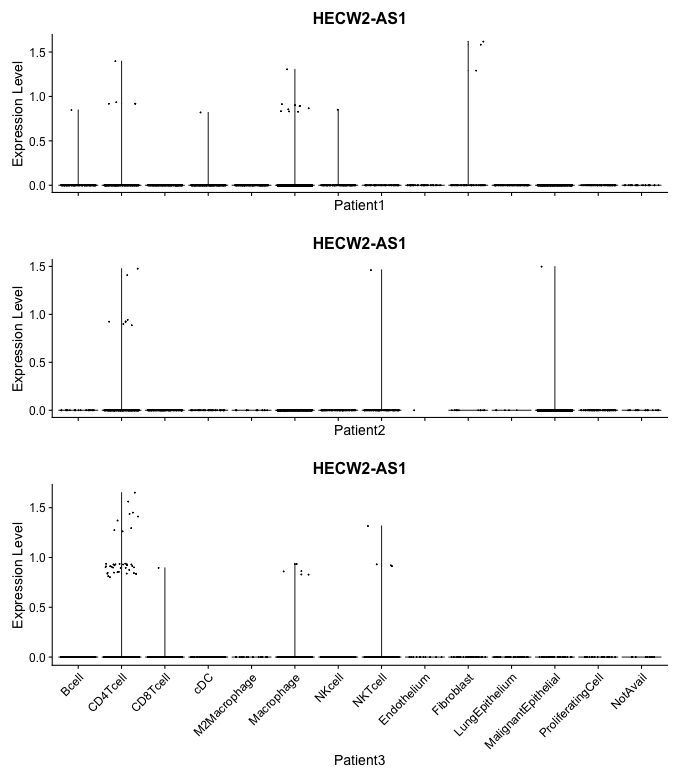 HECW2-AS1
Expression Level
1.5
1.0
0.5
0.0
Patient1
HECW2-AS1
Expression Level
1.5
1.0
0.5
0.0
Patient2
HECW2-AS1
Expression Level
1.5
1.0
0.5
0.0
Bcell
CD4Tcell
CD8Tcell
cDC
M2Macrophage
Macrophage
NKcell
NKTcell
Endothelium
Fibroblast
LungEpithelium
MalignantEpithelial
ProliferatingCell
NotAvail
Patient3